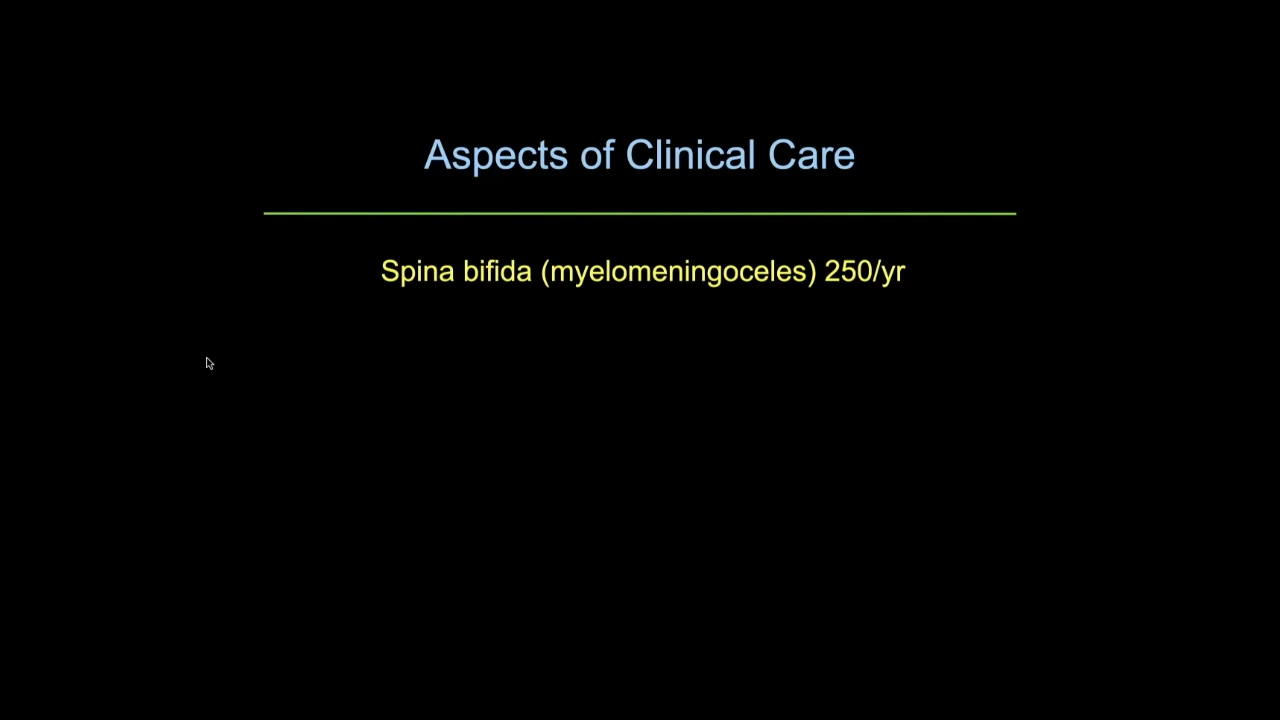 Aspects of Clinical Care
Spina bifida (myelomeningoceles) 250/yr